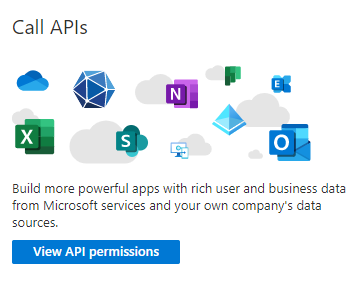 Call APIs
N
E
X
S
O
Build more powerful apps with rich user and business data
from Microsoft services and your own company's data
sources.
View API permissions